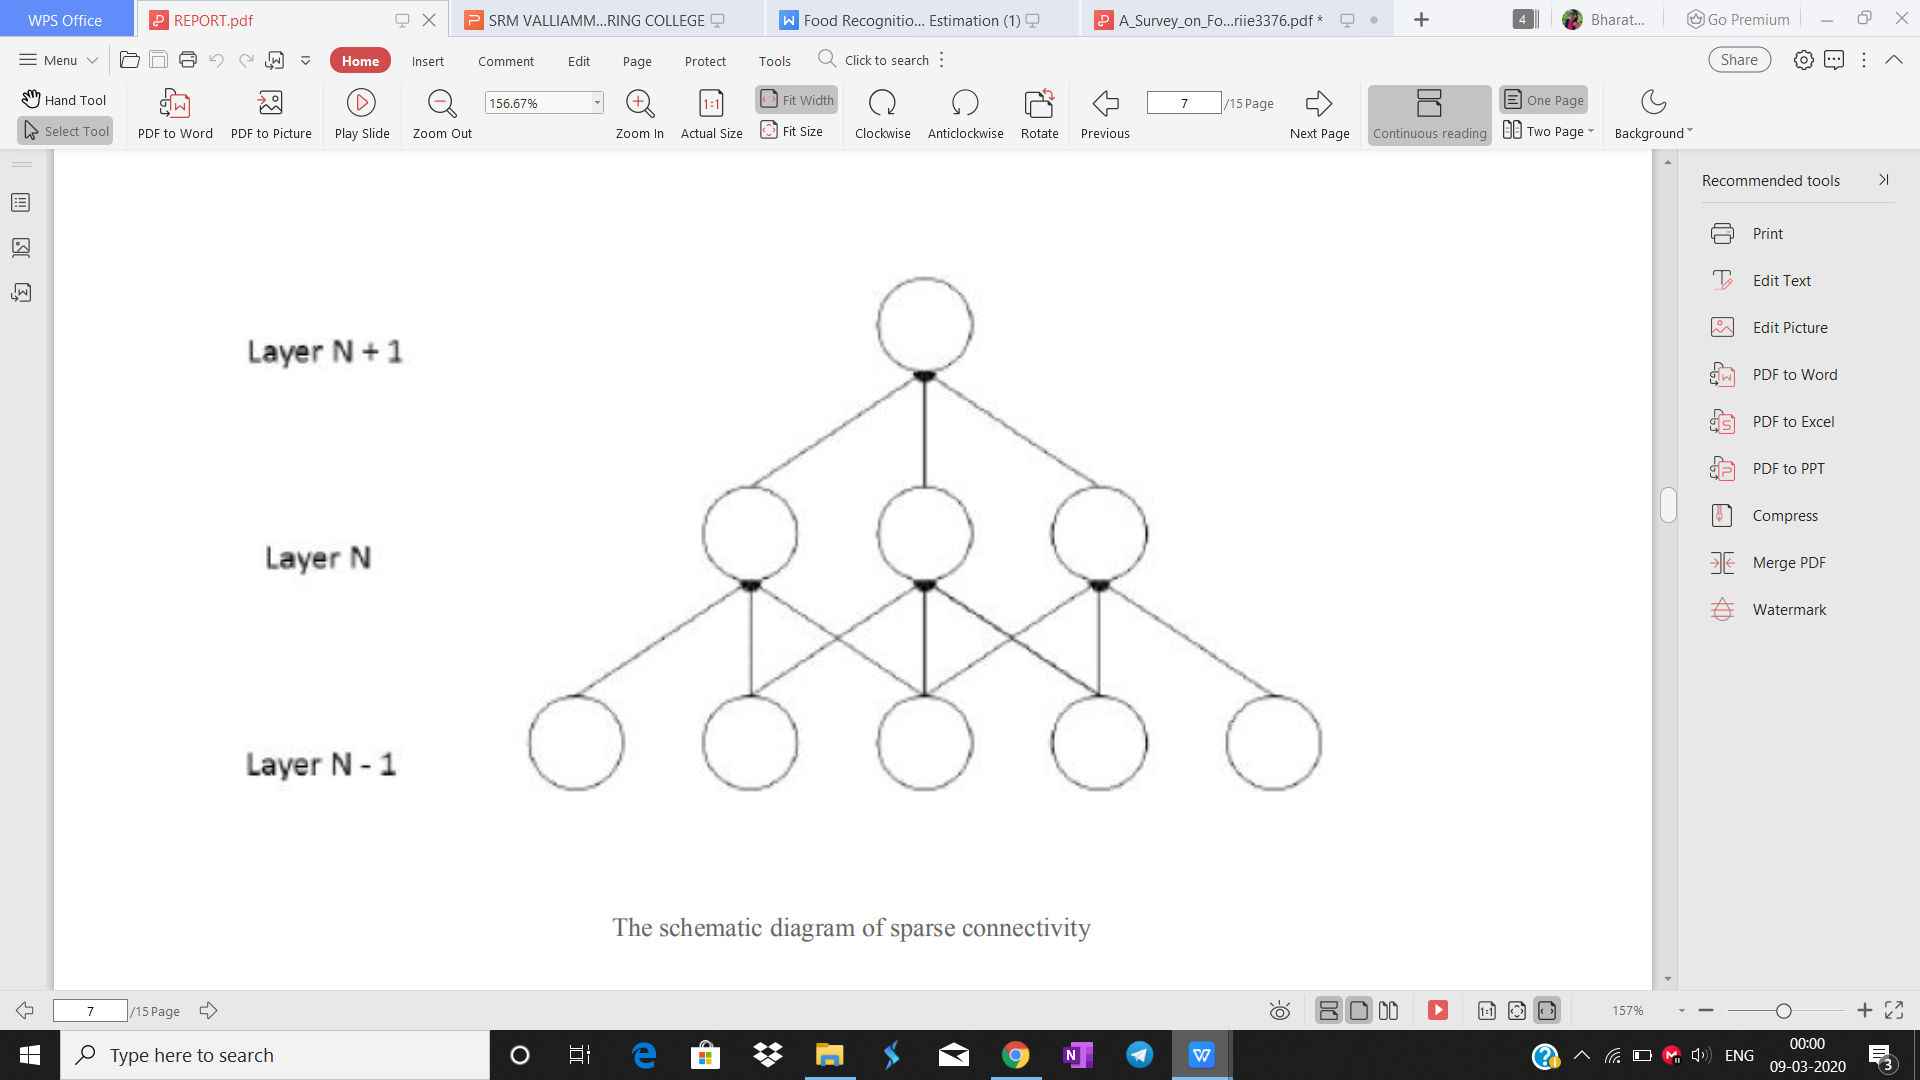 WPS Office
REPORT.pdf
SRM VALLIAMM...RING COLLEGE
Food Recognitio... Estimation (1)
A_Survey_on_Fo...riie3376.pdf *
4
Bharat...
Go Premium
Menu
Home
Insert
Comment
Edit
Page
Protect
Tools
Click to search
Share
Hand Tool
Select Tool
PDF to Word
PDF to Picture
Play Slide
Zoom Out
156.67%
Zoom In
1:1
Actual Size
Fit Width
Fit Size
Clockwise
Anticlockwise
Rotate
Previous
7
/15 Page
Next Page
Continuous reading
One Page
Two Page
Background
Recommended tools
Print
Edit Text
Edit Picture
PDF to Word
PDF to Excel
PDF to PPT
Compress
Merge PDF
Watermark
Layer N + 1
Layer N
Layer N - 1
The schematic diagram of sparse connectivity
7
/15 Page
1:1
157%
Type here to search
ENG
00:00
09-03-2020
3